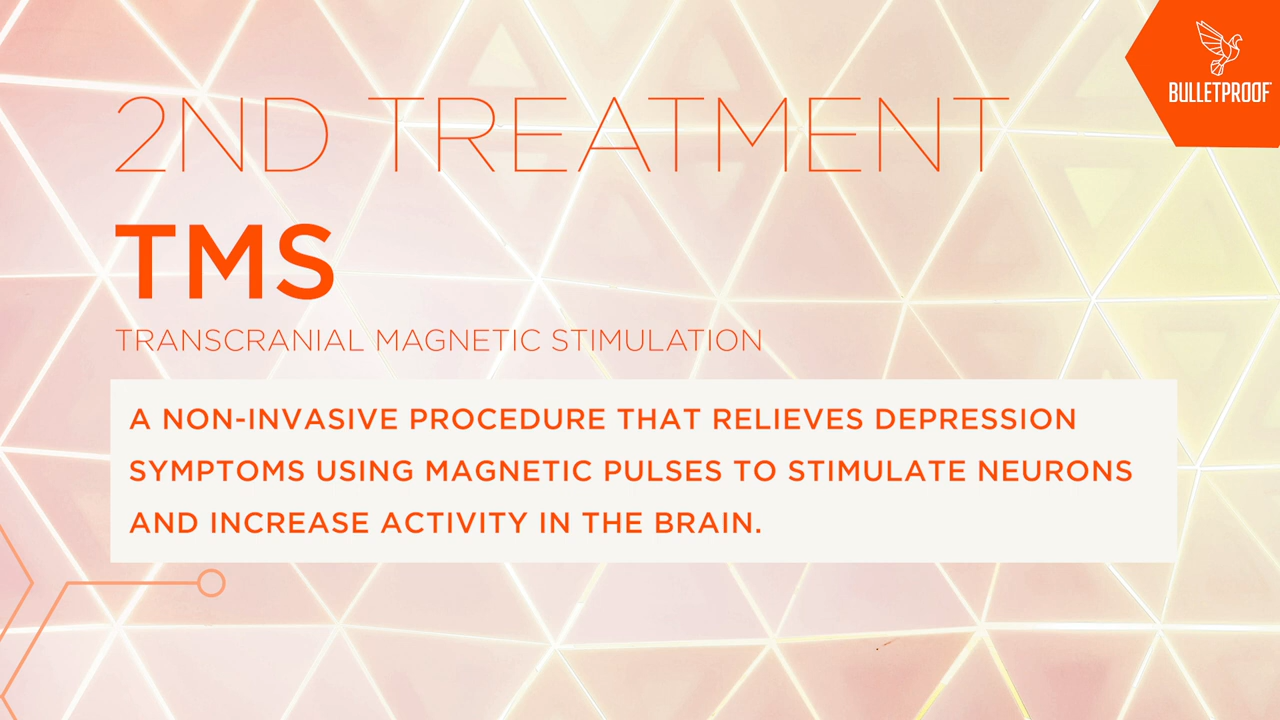 BULLETPROOF
2ND TREATMENT
TMS
TRANSCRANIAL MAGNETIC STIMULATION
A NON-INVASIVE PROCEDURE THAT RELIEVES DEPRESSION
SYMPTOMS USING MAGNETIC PULSES TO STIMULATE NEURONS
AND INCREASE ACTIVITY IN THE BRAIN.